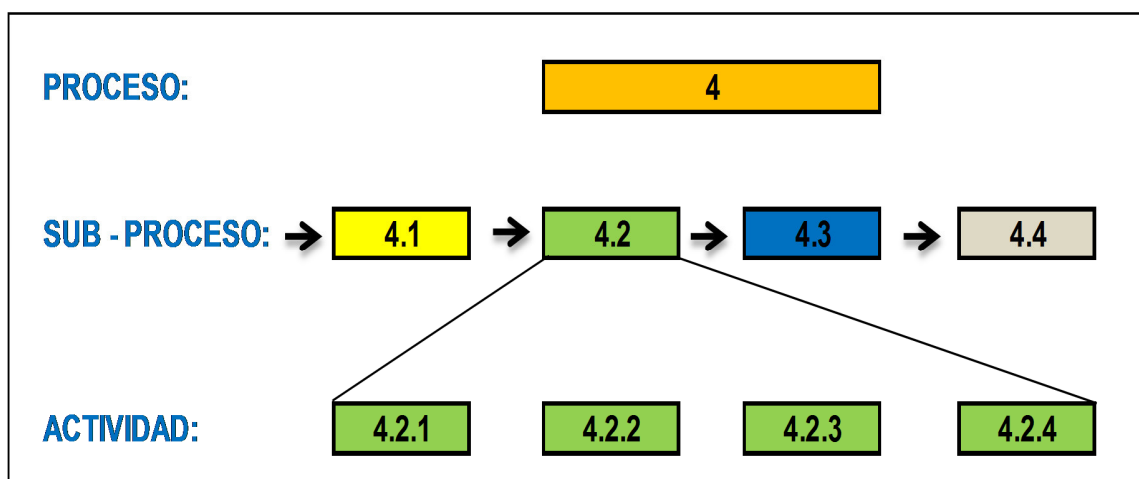 PROCESO: 4
SUB - PROCESO: 4.1 4.2 4.3 4.4
ACTIVIDAD: 4.2.1 4.2.2 4.2.3 4.2.4